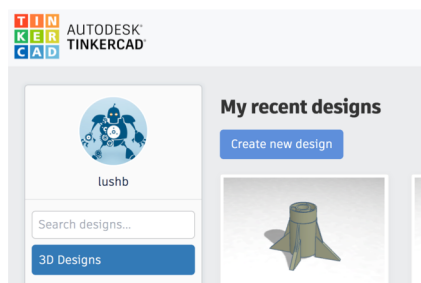 TIN
KER
CAD
AUTODESK®
TINKERCAD®
My recent designs
Create new design
lushb
Search designs...
3D Designs